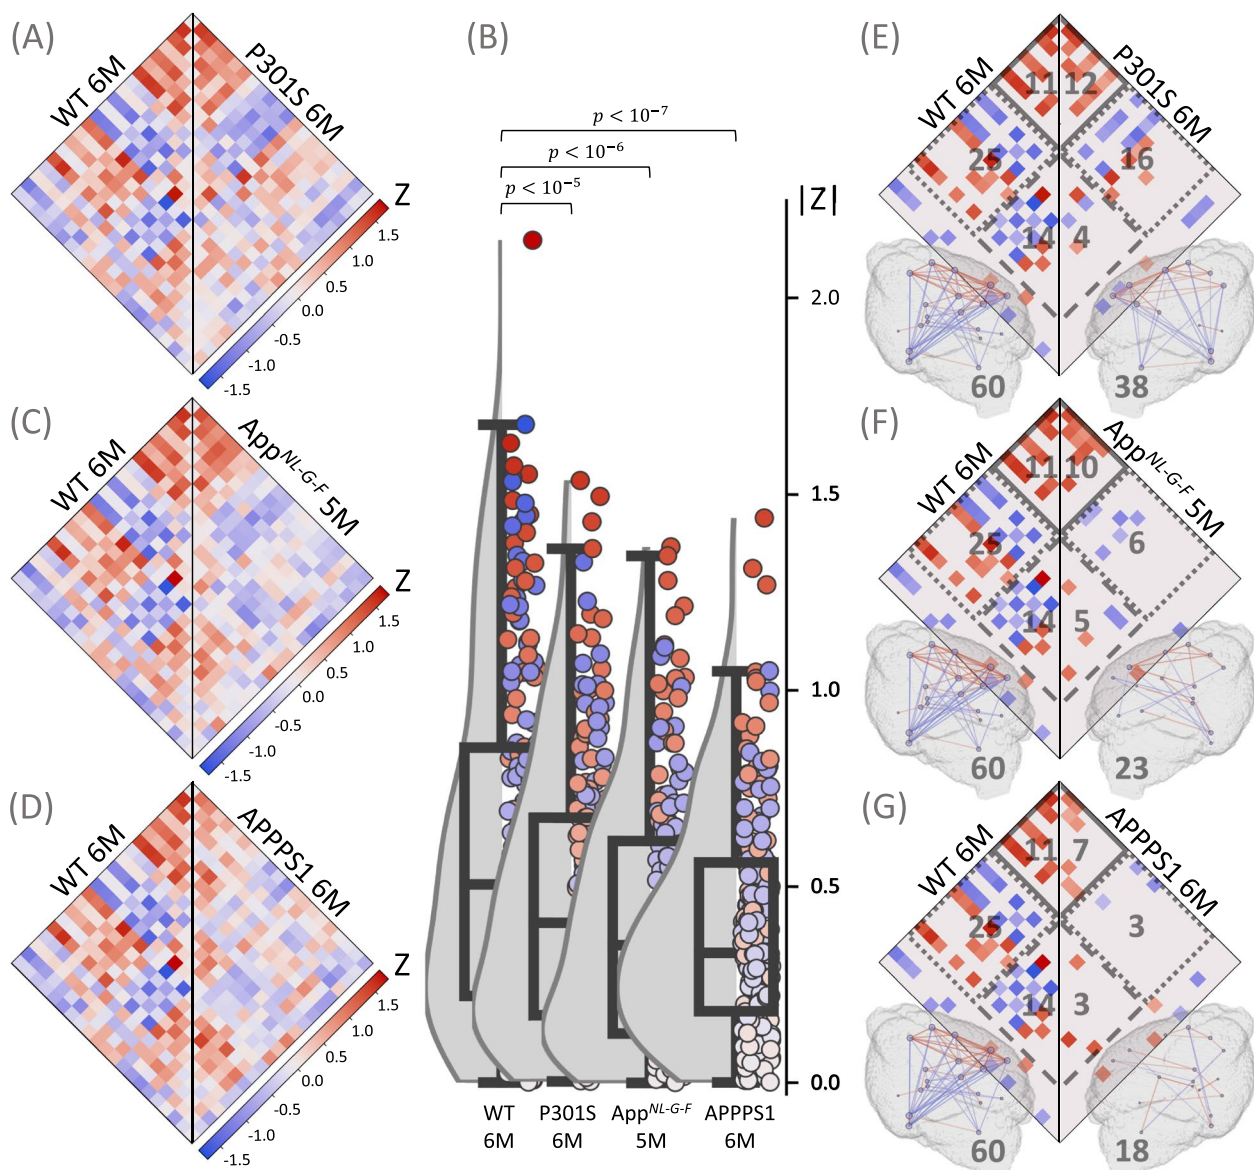 (A)
WT 6M
P301S 6M
Z
1.5
1.0
0.5
0.0
-0.5
-1.0
-1.5
(B)
p < 10⁻⁷
p < 10⁻⁶
p < 10⁻⁵
|Z|
2.0
1.5
1.0
0.5
0.0
WT
6M
P301S
6M
App^NL-G-F
5M
APPPS1
6M
(C)
WT 6M
App^NL-G-F 5M
Z
1.5
1.0
0.5
0.0
-0.5
-1.0
-1.5
(D)
WT 6M
APPPS1 6M
Z
1.5
1.0
0.5
0.0
-0.5
-1.0
-1.5
(E)
WT 6M
P301S 6M
11 12
25 16
14 4
60 38
(F)
WT 6M
App^NL-G-F 5M
11 10
25 6
14 5
60 23
(G)
WT 6M
APPPS1 6M
11 7
25 3
14 3
60 18